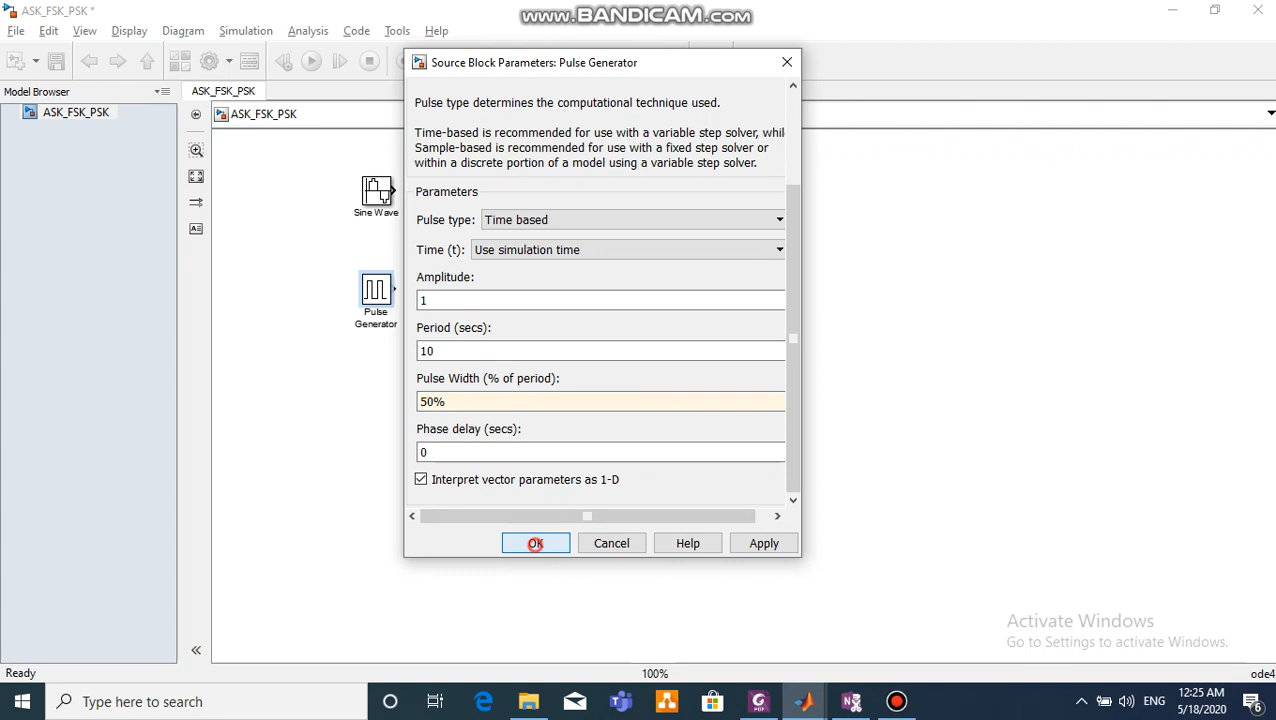 ASK_FSK_PSK *
www.BANDICAM.com
File Edit View Display Diagram Simulation Analysis Code Tools Help
Model Browser
ASK_FSK_PSK
ASK_FSK_PSK
ASK_FSK_PSK
Sine Wave
Pulse
Generator
Source Block Parameters: Pulse Generator
Pulse type determines the computational technique used.
Time-based is recommended for use with a variable step solver, while
Sample-based is recommended for use with a fixed step solver or
within a discrete portion of a model using a variable step solver.
Parameters
Pulse type: Time based
Time (t): Use simulation time
Amplitude:
1
Period (secs):
10
Pulse Width (% of period):
50%
Phase delay (secs):
0
Interpret vector parameters as 1-D
OK Cancel Help Apply
Activate Windows
Go to Settings to activate Windows.
Ready 100% ode4
Type here to search
ENG
12:25 AM
5/18/2020
6